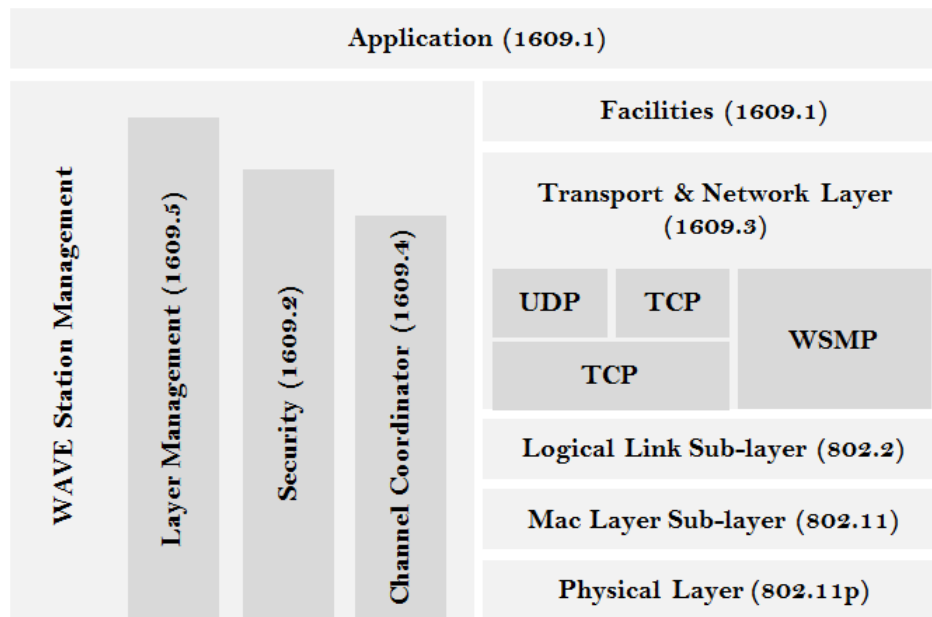 Application (1609.1)
WAVE Station Management
Layer Management (1609.5)
Security (1609.2)
Channel Coordinator (1609.4)
Facilities (1609.1)
Transport & Network Layer
(1609.3)
UDP
TCP
WSMP
TCP
Logical Link Sub-layer (802.2)
Mac Layer Sub-layer (802.11)
Physical Layer (802.11p)